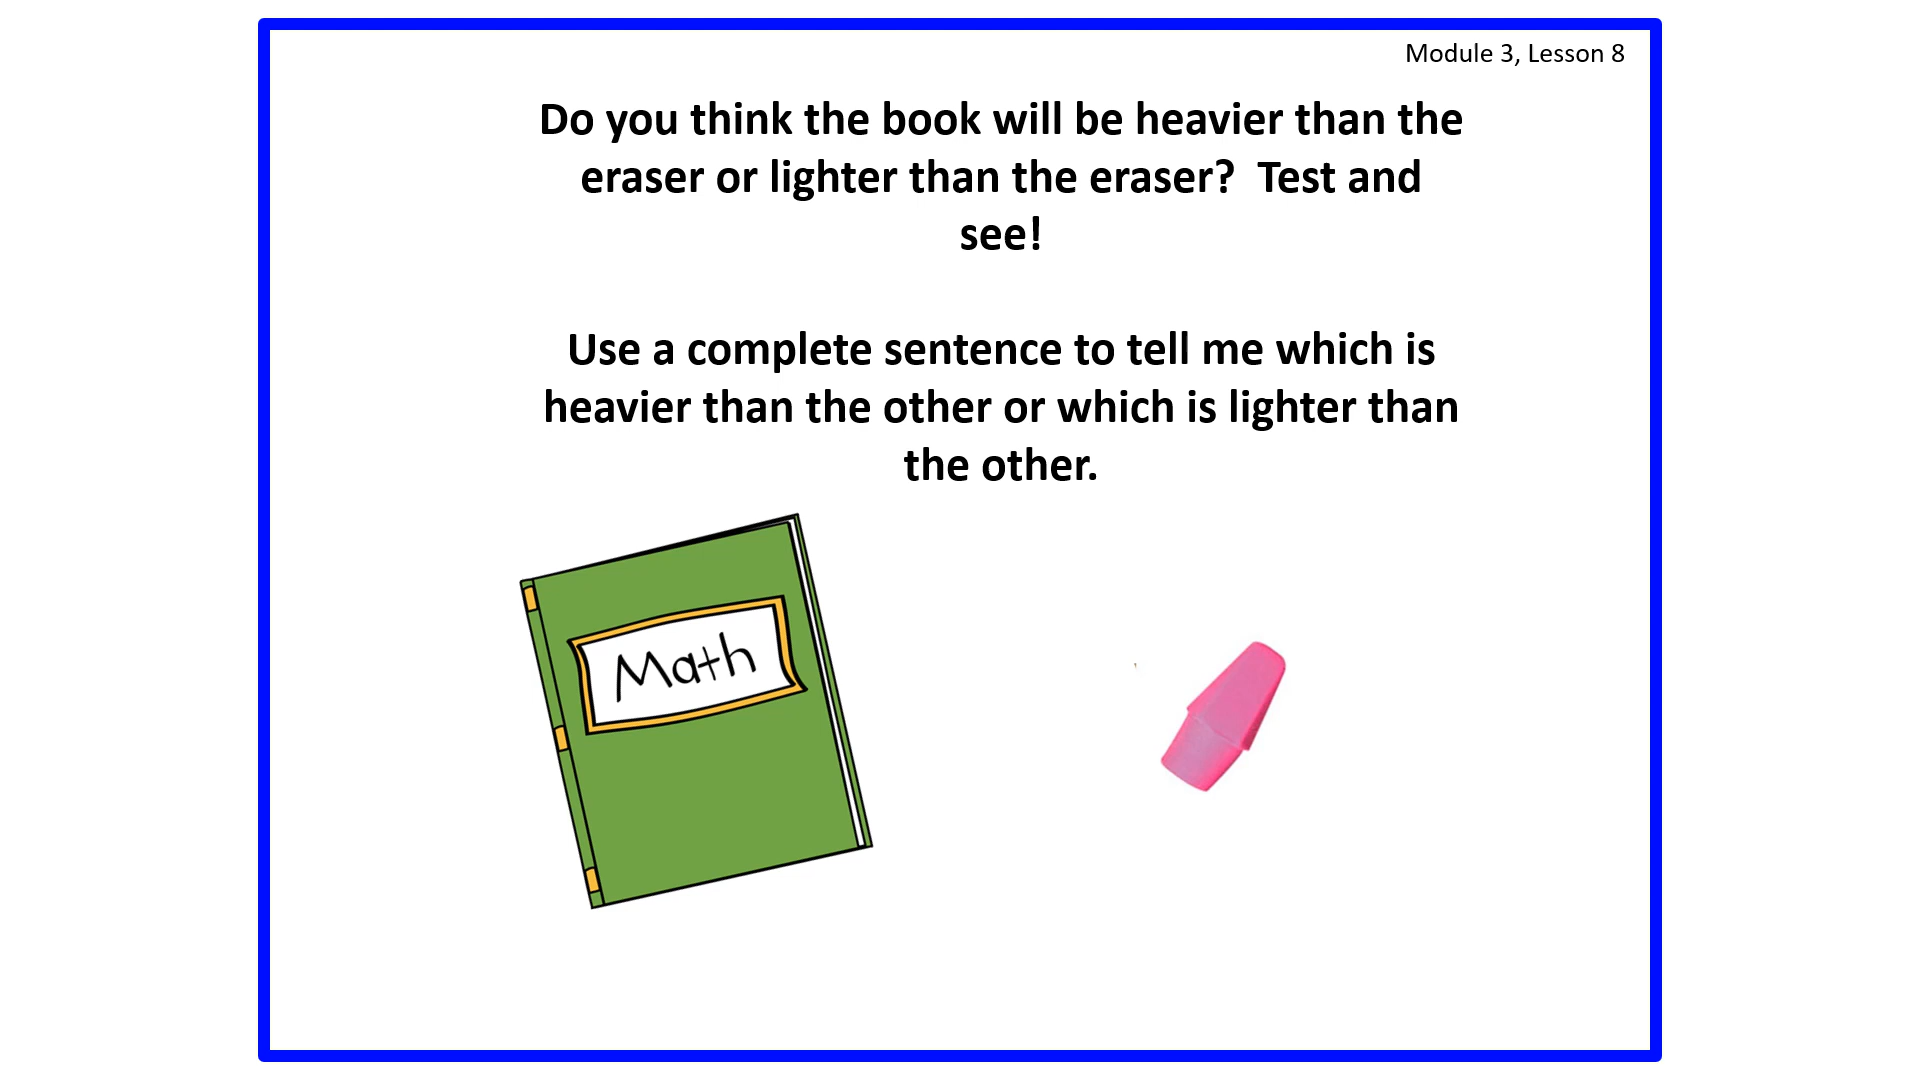 Module 3, Lesson 8
Do you think the book will be heavier than the
eraser or lighter than the eraser?  Test and
see!
Use a complete sentence to tell me which is
heavier than the other or which is lighter than
the other.
Math